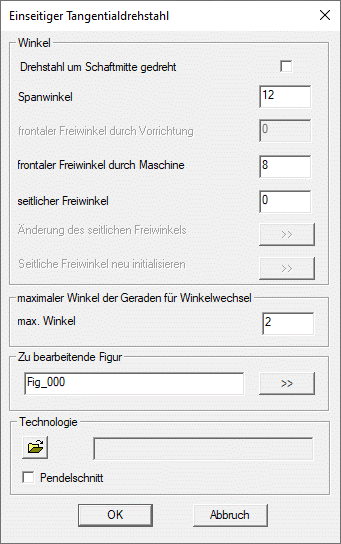 Einseitiger Tangentialdrehstahl
Winkel
Drehstahl um Schaftmitte gedreht
Spanwinkel 12
frontaler Freiwinkel durch Vorrichtung 0
frontaler Freiwinkel durch Maschine 8
seitlicher Freiwinkel 0
Änderung des seitlichen Freiwinkels >>
Seitliche Freiwinkel neu initialisieren >>
maximaler Winkel der Geraden für Winkelwechsel
max. Winkel 2
Zu bearbeitende Figur
Fig_000 >>
Technologie
Pendelschnitt
OK Abbruch